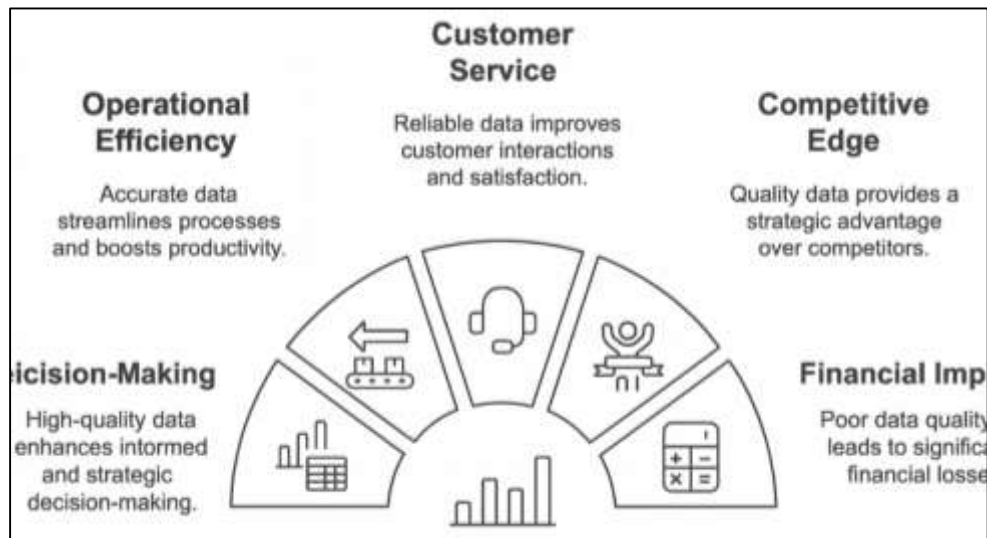 Customer
Service
Reliable data improves
customer interactions
and satisfaction.
Operational
Efficiency
Accurate data
streamlines processes
and boosts productivity.
Competitive
Edge
Quality data provides a
strategic advantage
over competitors.
eicision-Making
High-quality data
enhances intormed
and strategic
decision-making.
Financial Imp
Poor data quality
leads to significa
financial losse
+ −
× =